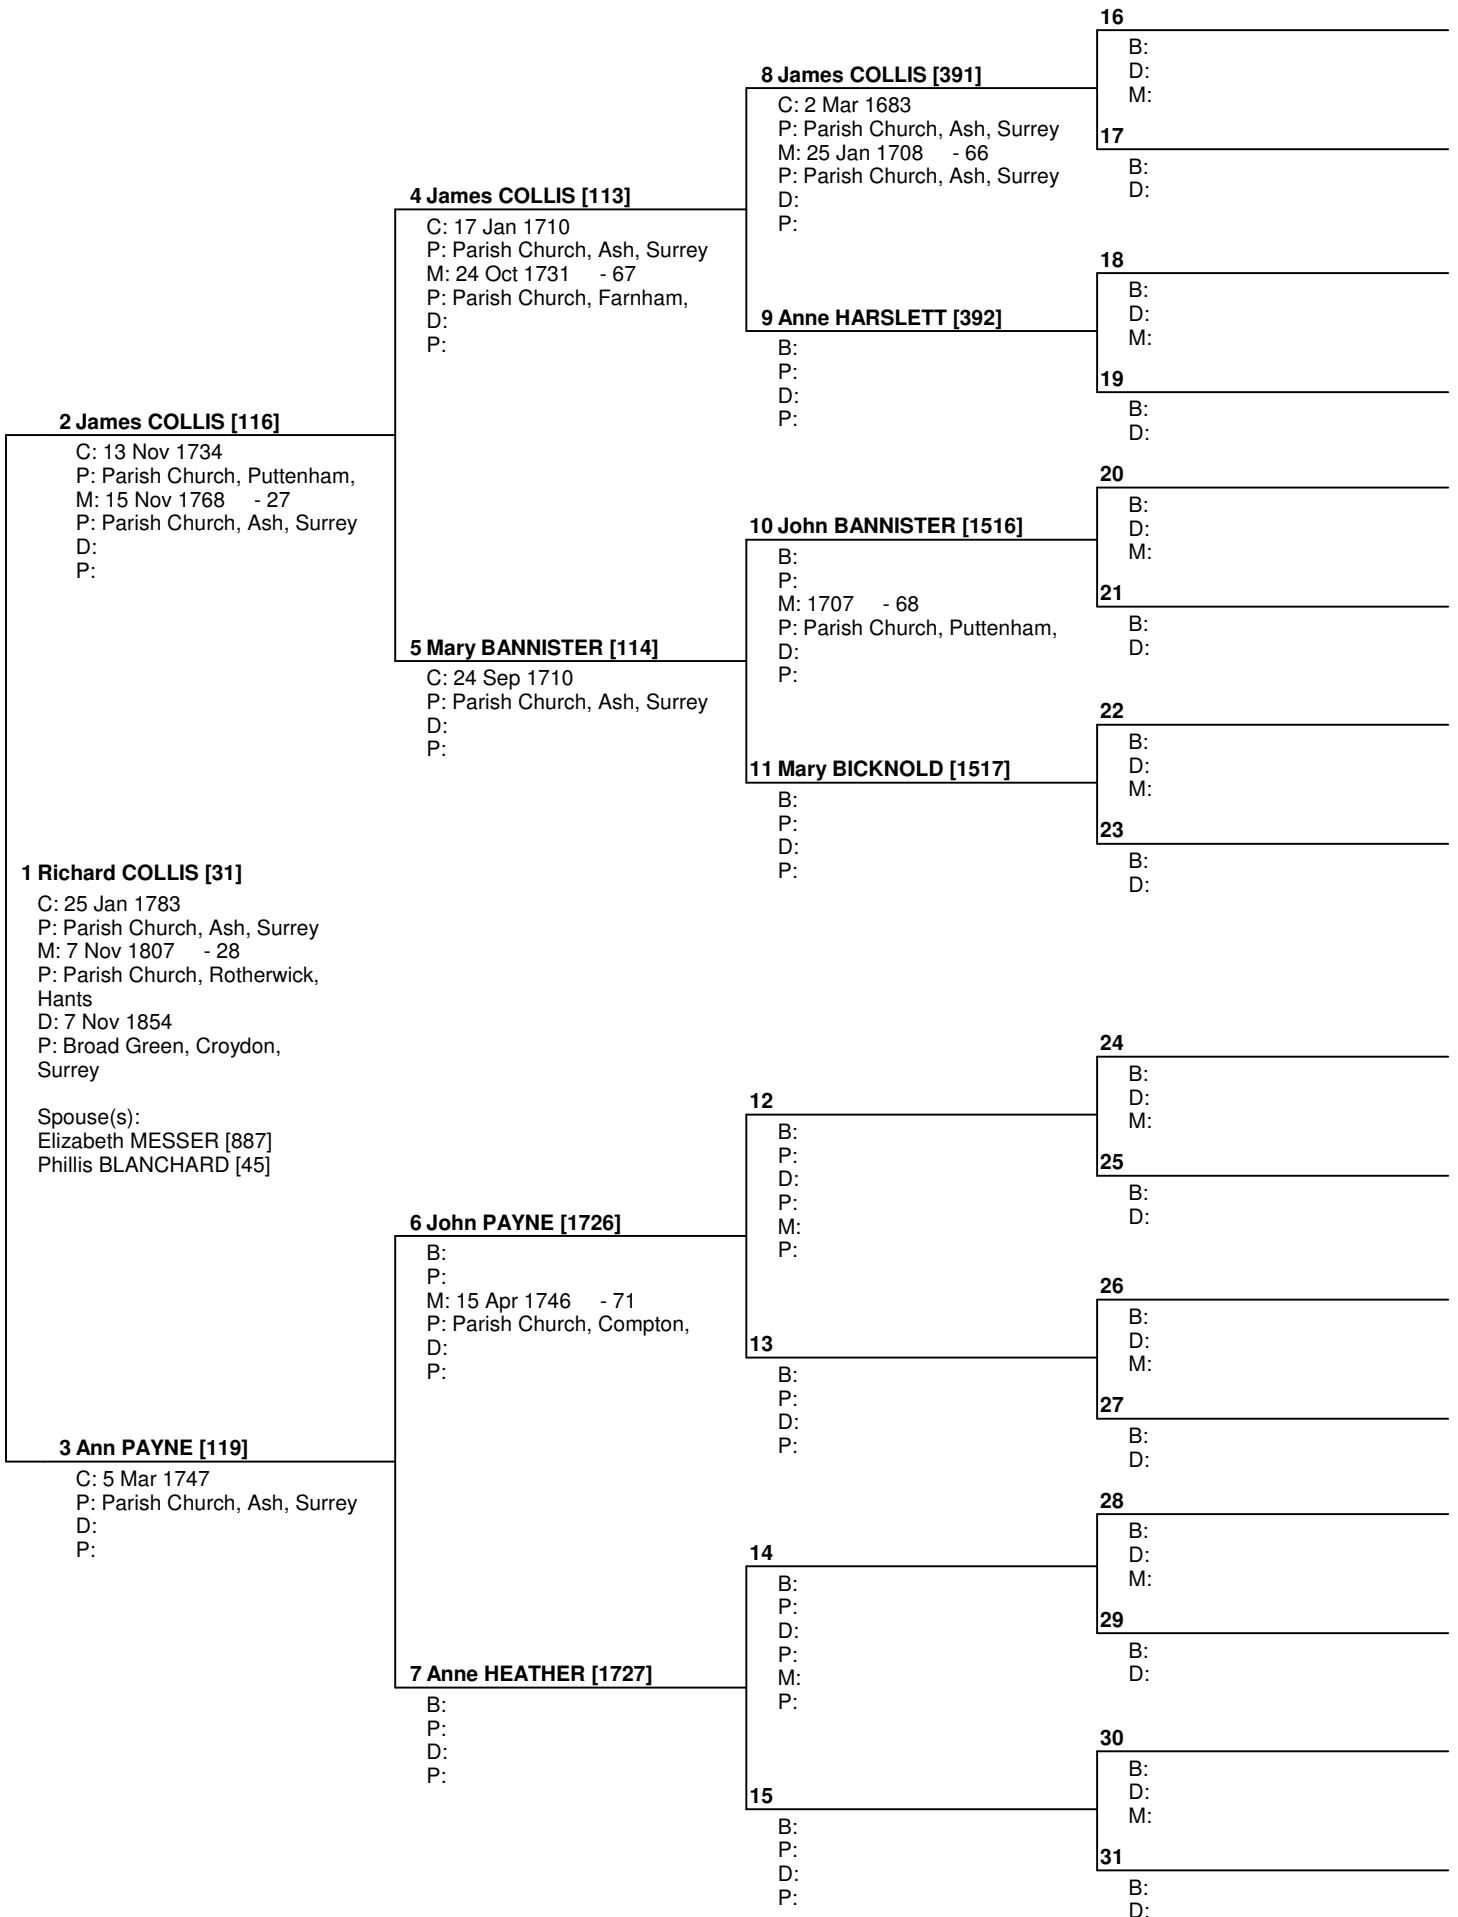 1 Richard COLLIS [31]
C: 25 Jan 1783
P: Parish Church, Ash, Surrey
M: 7 Nov 1807 - 28
P: Parish Church, Rotherwick,
Hants
D: 7 Nov 1854
P: Broad Green, Croydon,
Surrey
Spouse(s):
Elizabeth MESSER [887]
Phillis BLANCHARD [45]
2 James COLLIS [116]
C: 13 Nov 1734
P: Parish Church, Puttenham,
M: 15 Nov 1768 - 27
P: Parish Church, Ash, Surrey
D:
P:
3 Ann PAYNE [119]
C: 5 Mar 1747
P: Parish Church, Ash, Surrey
D:
P:
4 James COLLIS [113]
C: 17 Jan 1710
P: Parish Church, Ash, Surrey
M: 24 Oct 1731 - 67
P: Parish Church, Farnham,
D:
P:
5 Mary BANNISTER [114]
C: 24 Sep 1710
P: Parish Church, Ash, Surrey
D:
P:
6 John PAYNE [1726]
B:
P:
M: 15 Apr 1746 - 71
P: Parish Church, Compton,
D:
P:
7 Anne HEATHER [1727]
B:
P:
D:
P:
8 James COLLIS [391]
C: 2 Mar 1683
P: Parish Church, Ash, Surrey
M: 25 Jan 1708 - 66
P: Parish Church, Ash, Surrey
D:
P:
9 Anne HARSLETT [392]
B:
P:
D:
P:
10 John BANNISTER [1516]
B:
P:
M: 1707 - 68
P: Parish Church, Puttenham,
D:
P:
11 Mary BICKNOLD [1517]
B:
P:
D:
P:
12
B:
P:
D:
P:
M:
P:
13
B:
P:
D:
P:
14
B:
P:
D:
P:
M:
P:
15
B:
P:
D:
P:
16
B:
D:
M:
17
B:
D:
18
B:
D:
M:
19
B:
D:
20
B:
D:
M:
21
B:
D:
22
B:
D:
M:
23
B:
D:
24
B:
D:
M:
25
B:
D:
26
B:
D:
M:
27
B:
D:
28
B:
D:
M:
29
B:
D:
30
B:
D:
M:
31
B:
D: